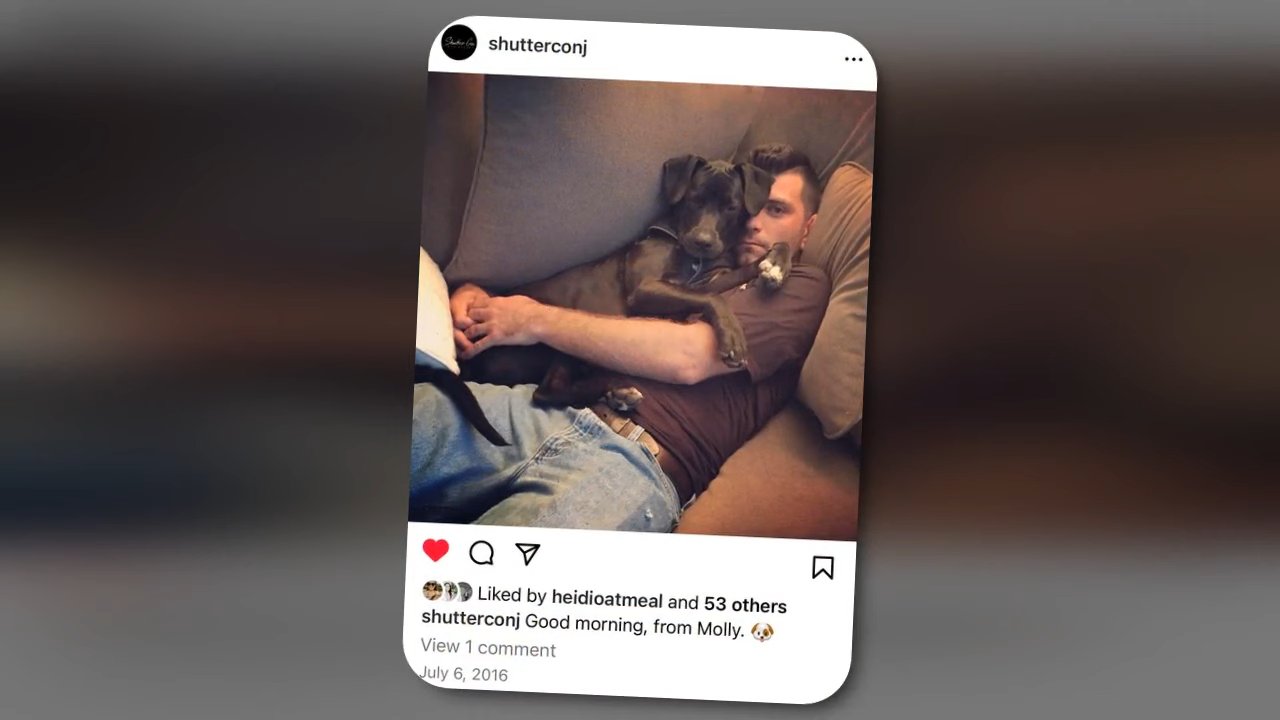 shutterconj
Liked by heidioatmeal and 53 others
shutterconj Good morning, from Molly. 🐶
View 1 comment
July 6, 2016